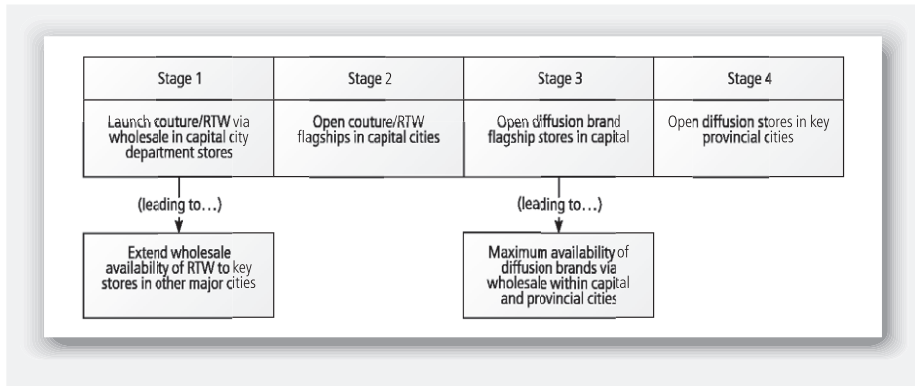 Stage 1
Stage 2
Stage 3
Stage 4
Launch couture/RTW via
wholesale in capital city
department stores
Open couture/RTW
flagships in capital cities
Open diffusion brand
flagship stores in capital
Open diffusion stores in key
provincial cities
(leading to...)
(leading to...)
Extend wholesale
availability of RTW to key
stores in other major cities
Maximum availability of
diffusion brands via
wholesale within capital
and provincial cities